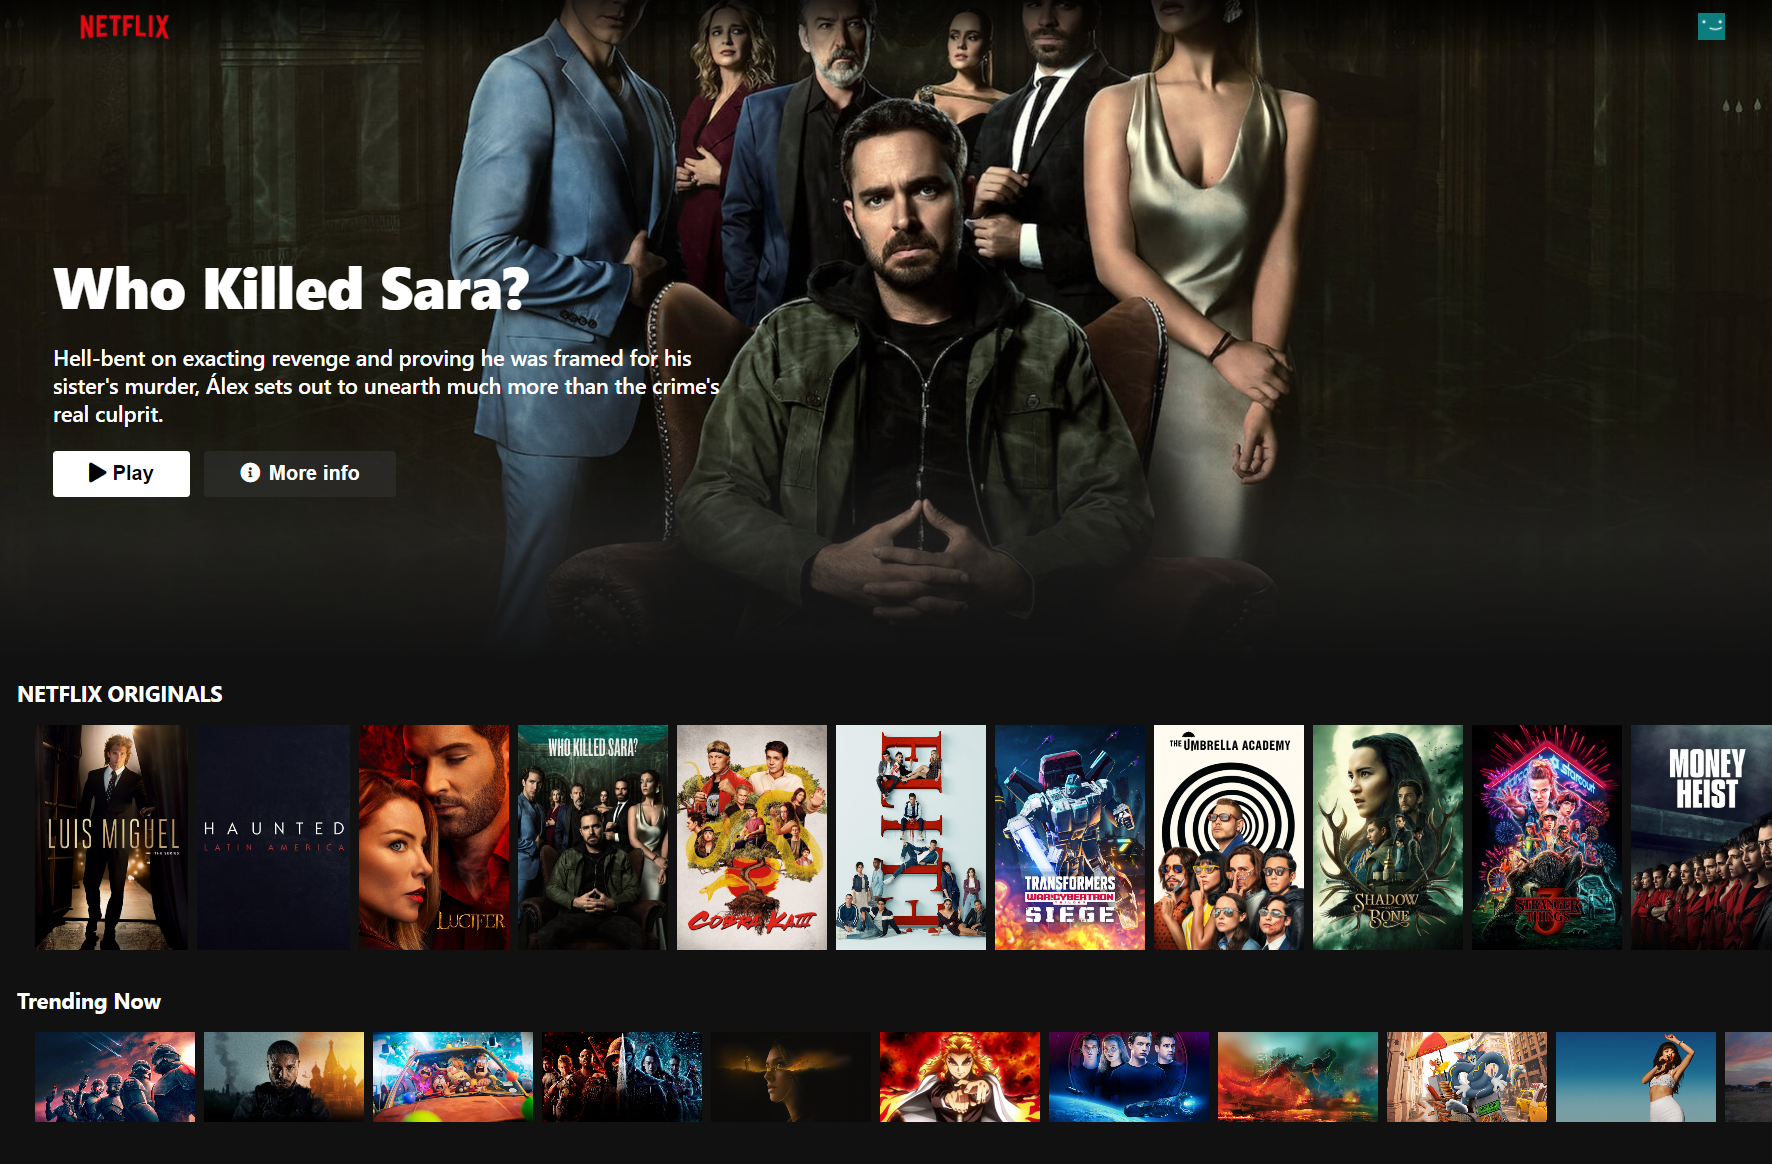 NETFLIX
Who Killed Sara?
Hell-bent on exacting revenge and proving he was framed for his
sister's murder, Álex sets out to unearth much more than the crime's
real culprit.
Play
More info
NETFLIX ORIGINALS
LUIS MIGUEL
THE SERIES
HAUNTED
LATIN AMERICA
LUCIFER
WHO KILLED SARA?
COBRA KAI III
ELITE
TRANSFORMERS
WAR FOR CYBERTRON
SIEGE
THE UMBRELLA ACADEMY
SHADOW
BONE
STRANGER
THINGS
3
MONEY
HEIST
Trending Now